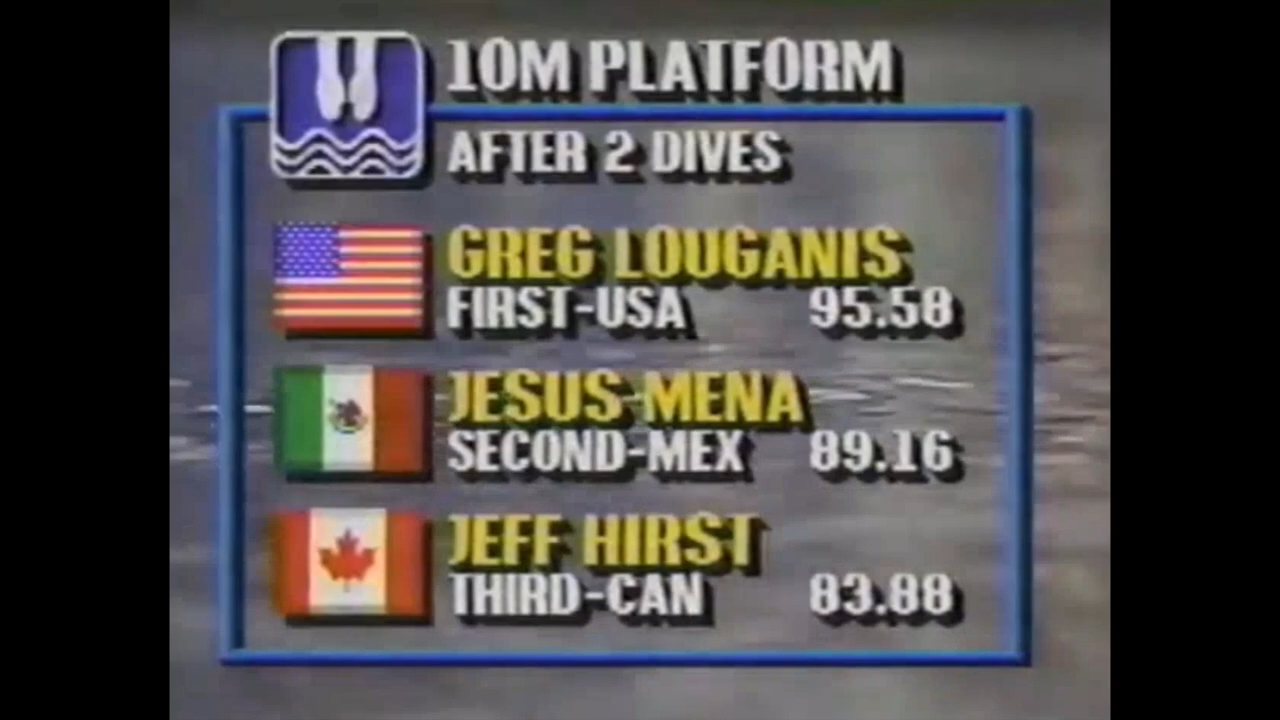 10M PLATFORM
AFTER 2 DIVES
GREG LOUGANIS
FIRST-USA 95.58
JESUS MENA
SECOND-MEX 89.16
JEFF HIRST
THIRD-CAN 83.88